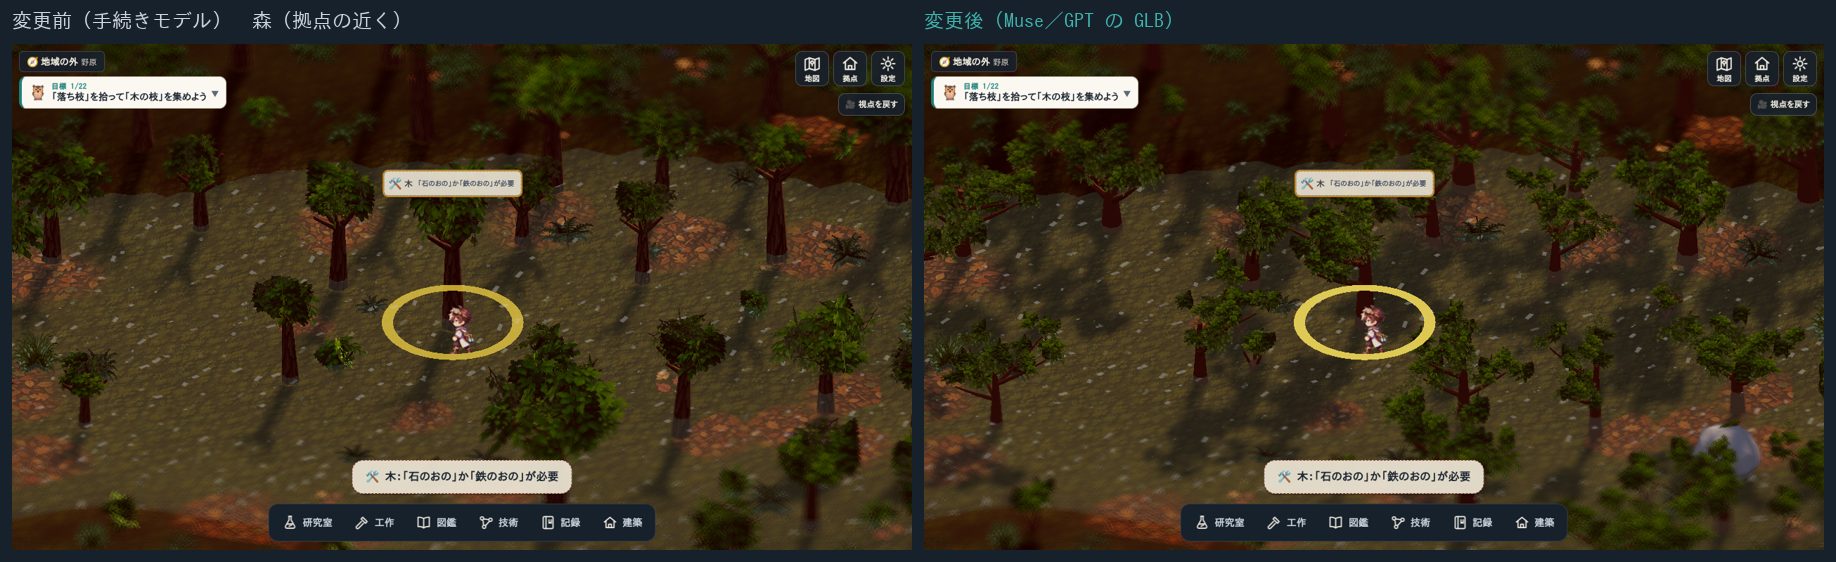 変更前（手続きモデル）　森（拠点の近く）
地域の外 野原
目標 1/22
「落ち枝」を拾って「木の枝」を集めよう ▼
地図
拠点
設定
視点を戻す
木 「石のおの」か「鉄のおの」が必要
木：「石のおの」か「鉄のおの」が必要
研究室
工作
図鑑
技術
記録
建築
変更後（Muse／GPT の GLB）
地域の外 野原
目標 1/22
「落ち枝」を拾って「木の枝」を集めよう ▼
地図
拠点
設定
視点を戻す
木 「石のおの」か「鉄のおの」が必要
木：「石のおの」か「鉄のおの」が必要
研究室
工作
図鑑
技術
記録
建築